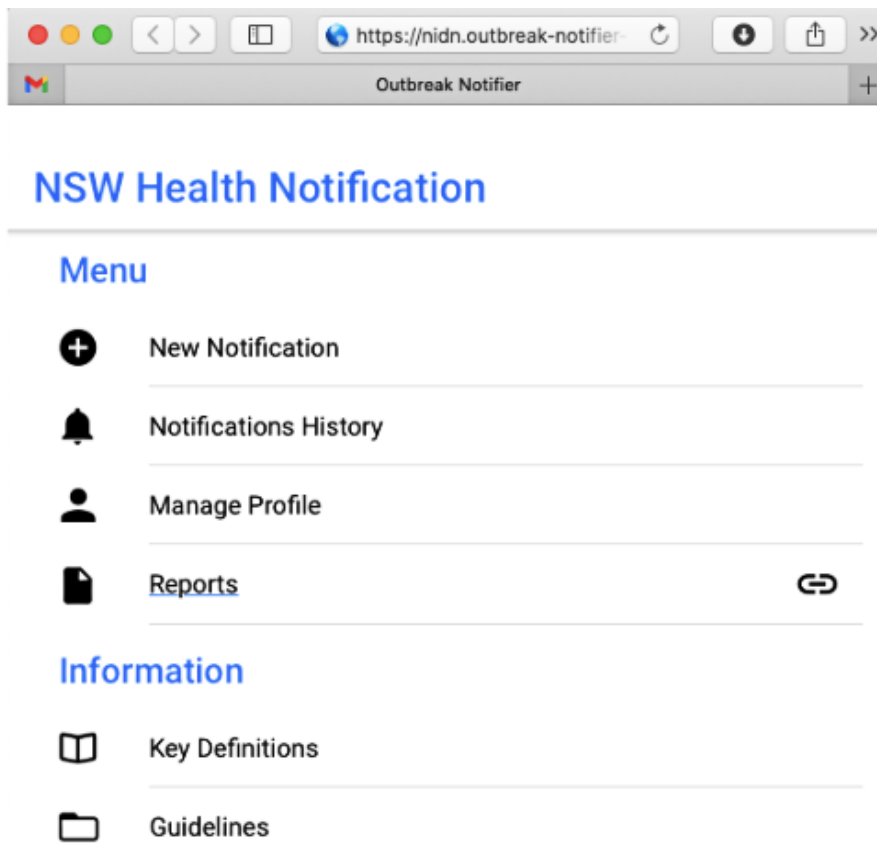 https://nidn.outbreak-notifier-
Outbreak Notifier
NSW Health Notification
Menu
New Notification
Notifications History
Manage Profile
Reports
Information
Key Definitions
Guidelines